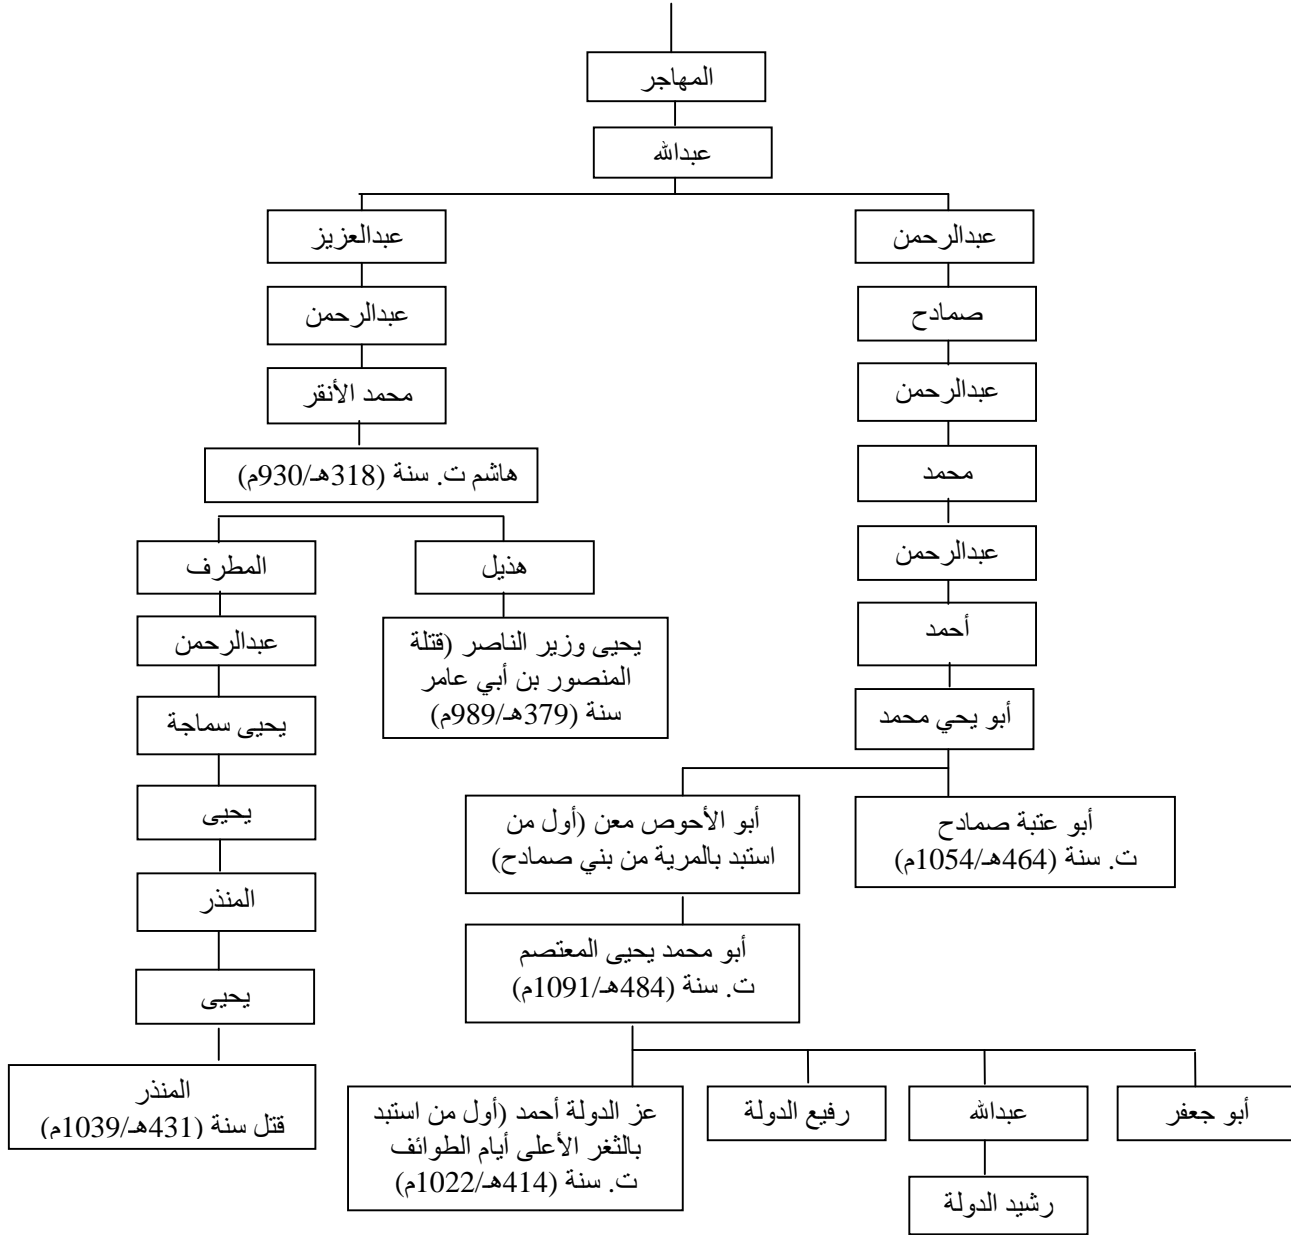 المهاجر
عبدالله
عبدالرحمن
عبدالعزيز
صمادح
عبدالرحمن
عبدالرحمن
محمد الأنقر
محمد
هاشم ت. سنة (318هـ/930م)
عبدالرحمن
هذيل
المطرف
أحمد
يحيى وزير الناصر (قتلة
المنصور بن أبي عامر
سنة (379هـ/989م)
عبدالرحمن
أبو يحي محمد
يحيى سماجة
أبو عتبة صمادح
ت. سنة (464هـ/1054م)
أبو الأحوص معن (أول من
استبد بالمرية من بني صمادح)
يحيى
المنذر
أبو محمد يحيى المعتصم
ت. سنة (484هـ/1091م)
يحيى
أبو جعفر
عبدالله
رفيع الدولة
عز الدولة أحمد (أول من استبد
بالثغر الأعلى أيام الطوائف
ت. سنة (414هـ/1022م)
المنذر
قتل سنة (431هـ/1039م)
رشيد الدولة